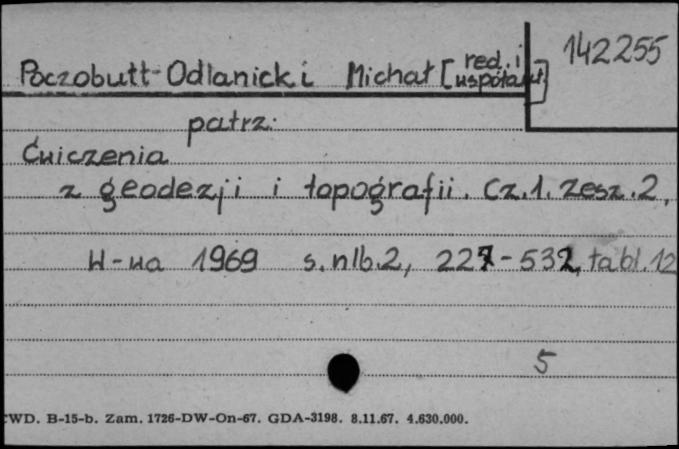 142255
Poczobutt-Odlanicki Michał [red. i współaut]
patrz:
Ćwiczenia
z geodezji i topografii. Cz.1. Zesz.2,
W-wa 1969 s.nlb.2, 227-532, tabl.12
5
WD. B-15-b. Zam. 1726-DW-On-67. GDA-3198. 8.11.67. 4.630.000.